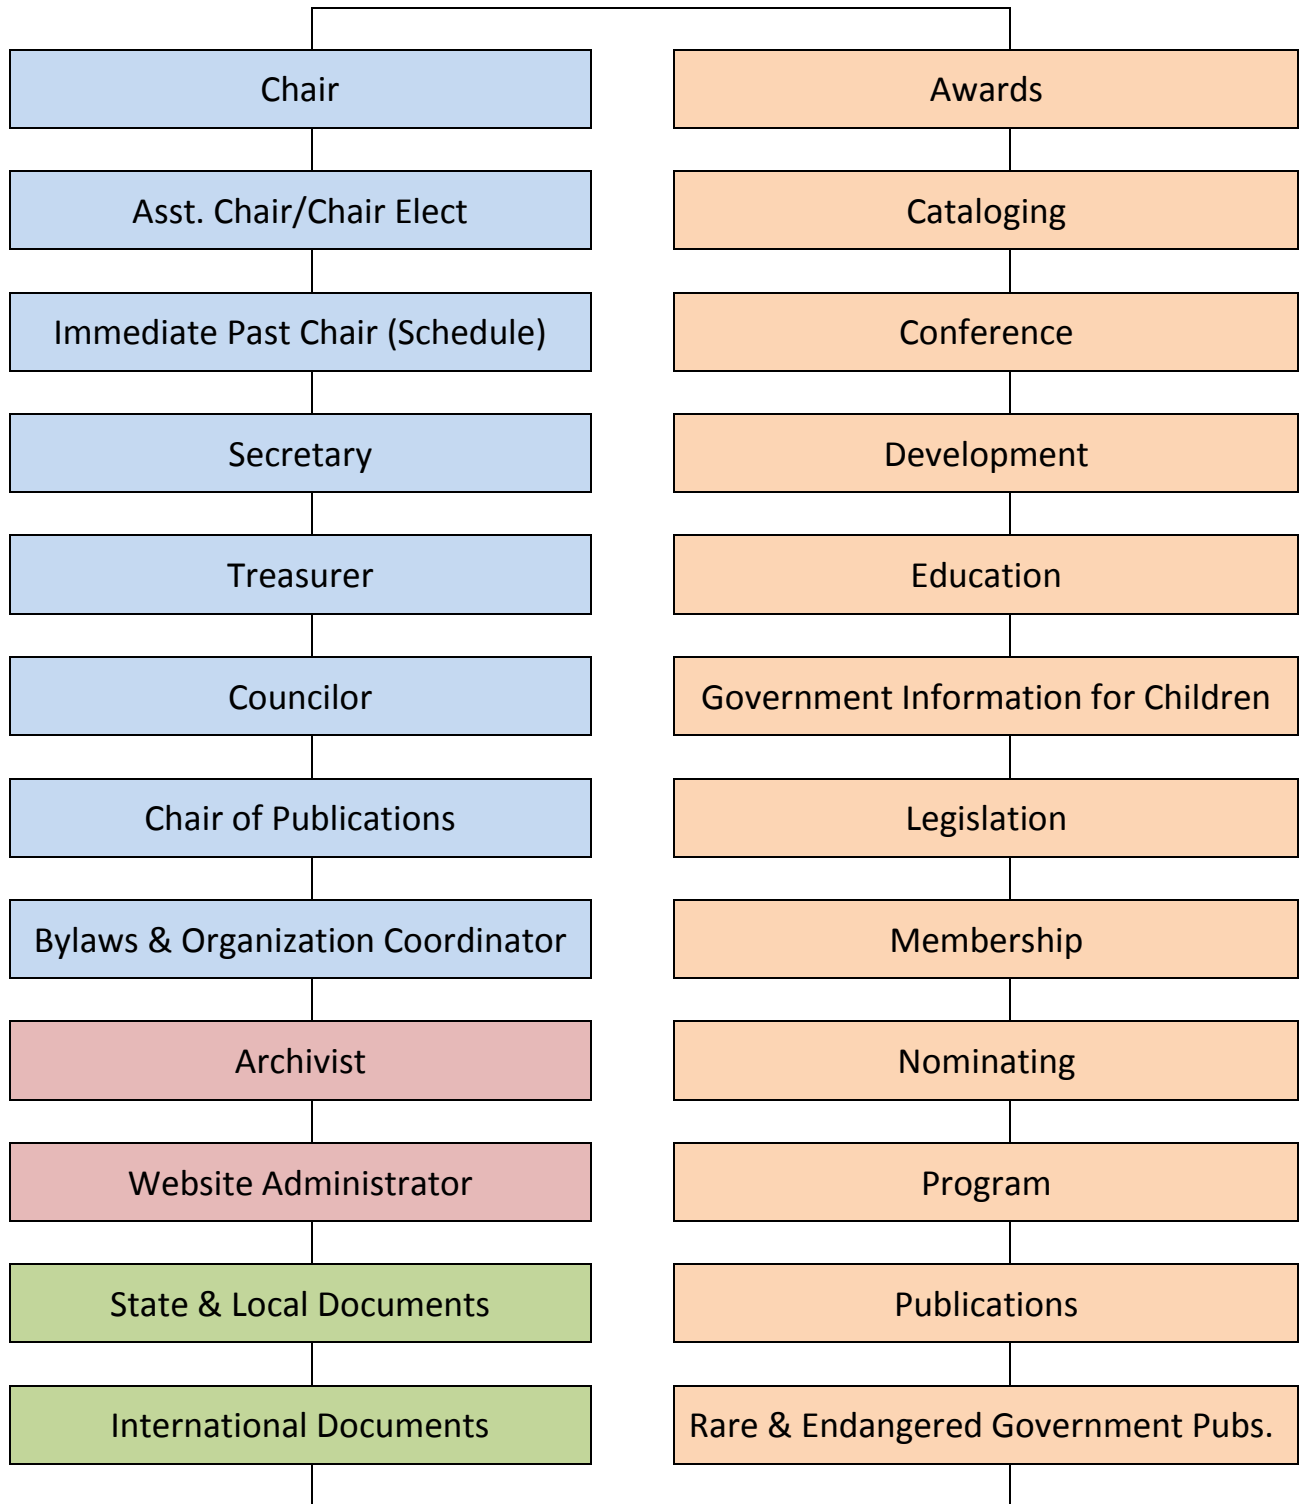 Chair
Asst. Chair/Chair Elect
Immediate Past Chair (Schedule)
Secretary
Treasurer
Councilor
Chair of Publications
Bylaws & Organization Coordinator
Archivist
Website Administrator
State & Local Documents
International Documents
Awards
Cataloging
Conference
Development
Education
Government Information for Children
Legislation
Membership
Nominating
Program
Publications
Rare & Endangered Government Pubs.